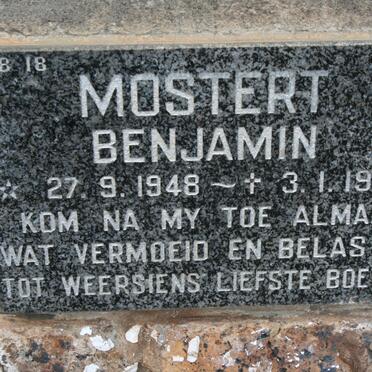 8 18
MOSTERT
BENJAMIN
☆ 27. 9. 1948 ~ ✝ 3. 1. 19
KOM NA MY TOE ALMA
WAT VERMOEID EN BELAS
TOT WEERSIENS LIEFSTE BOE